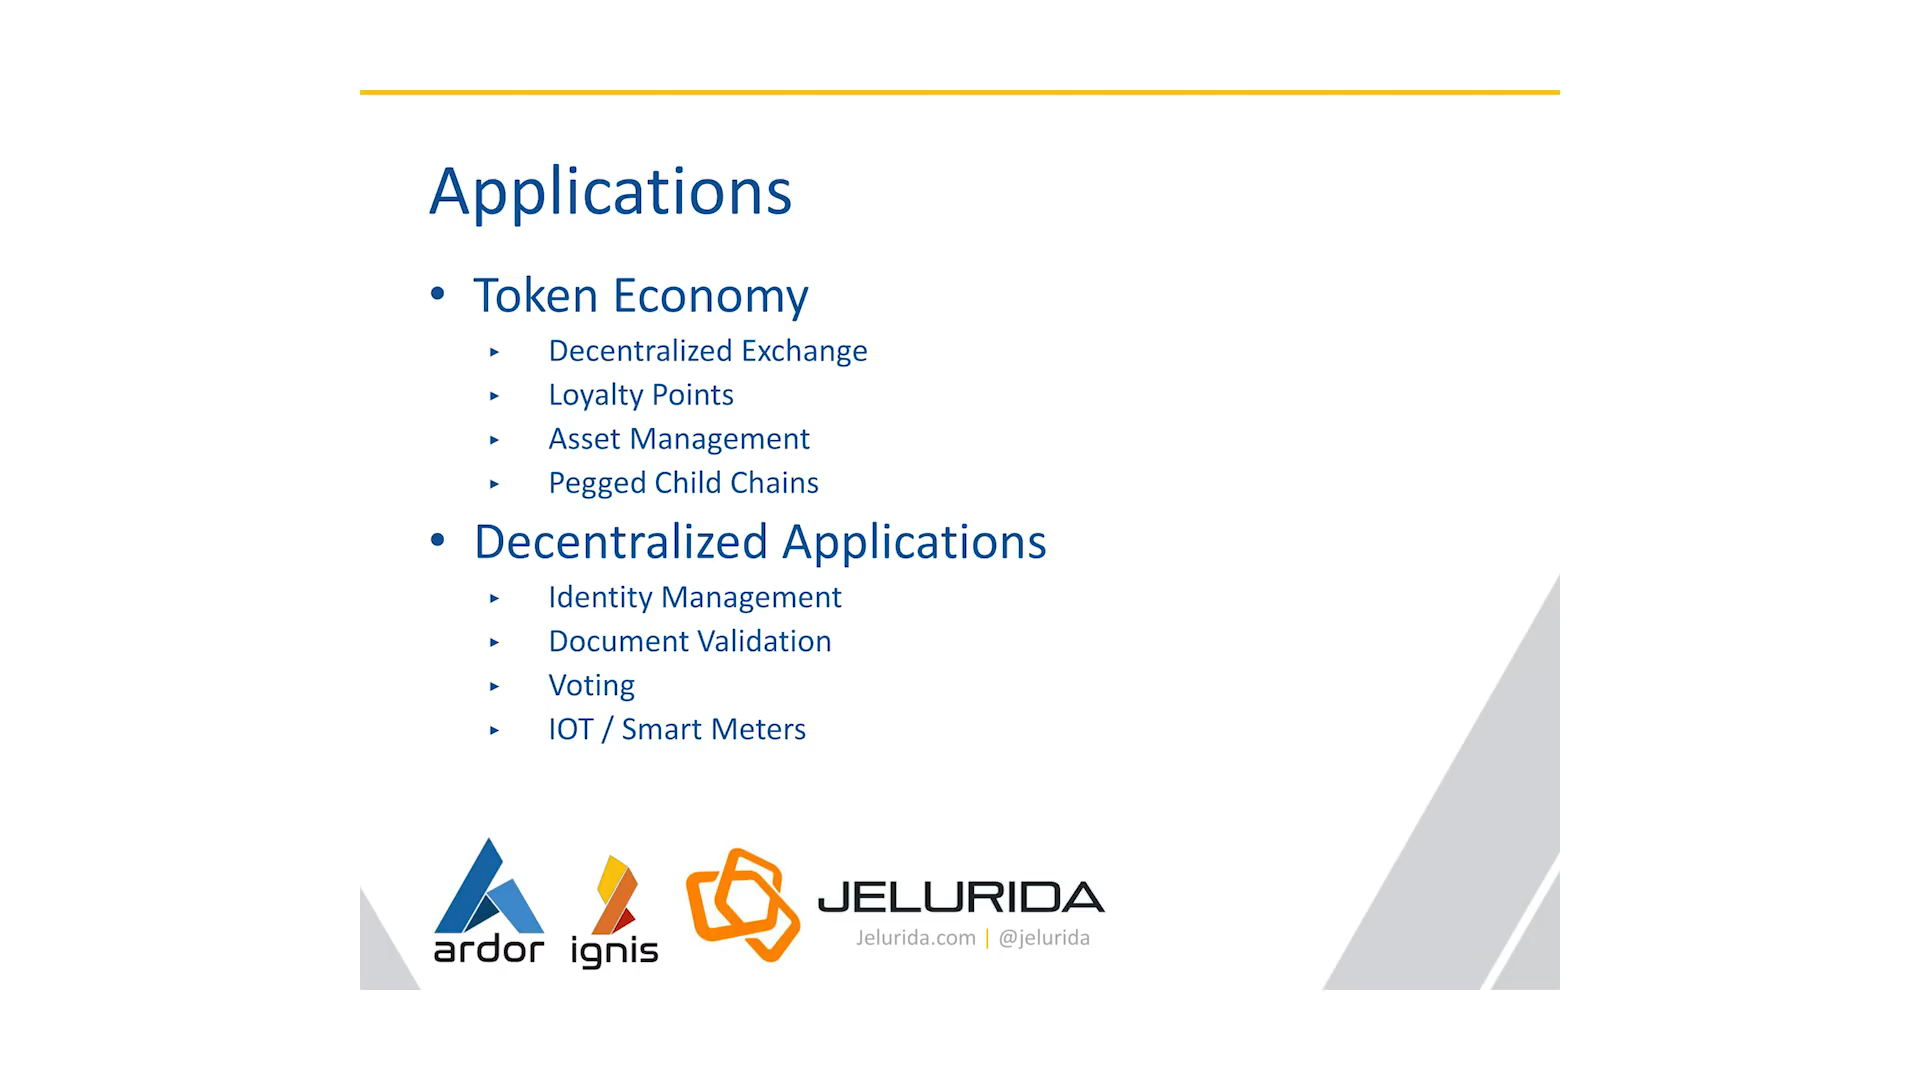 Applications
• Token Economy
▸ Decentralized Exchange
▸ Loyalty Points
▸ Asset Management
▸ Pegged Child Chains
• Decentralized Applications
▸ Identity Management
▸ Document Validation
▸ Voting
▸ IOT / Smart Meters
ardor
ignis
JELURIDA
Jelurida.com | @jelurida